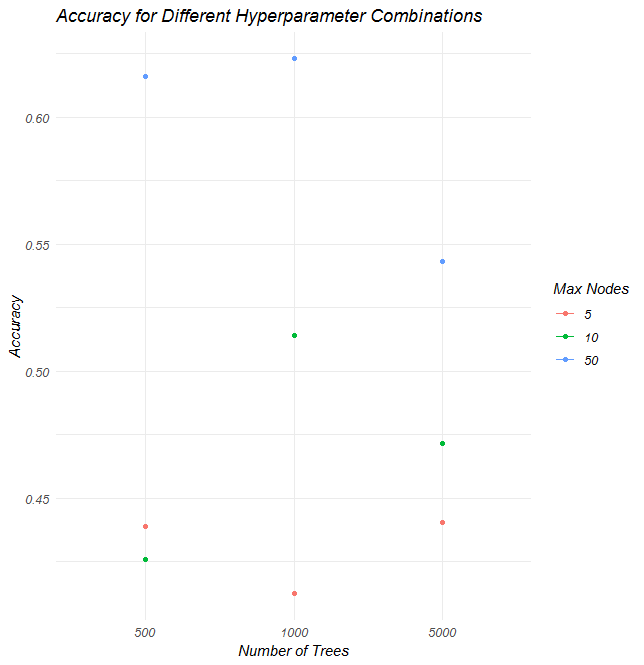 Accuracy for Different Hyperparameter Combinations
0.60
0.55
0.50
0.45
Accuracy
500 1000 5000
Number of Trees
Max Nodes
5
10
50